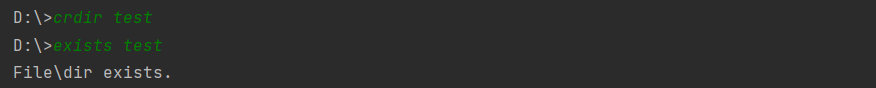 D:\>crdir test
D:\>exists test
File\dir exists.